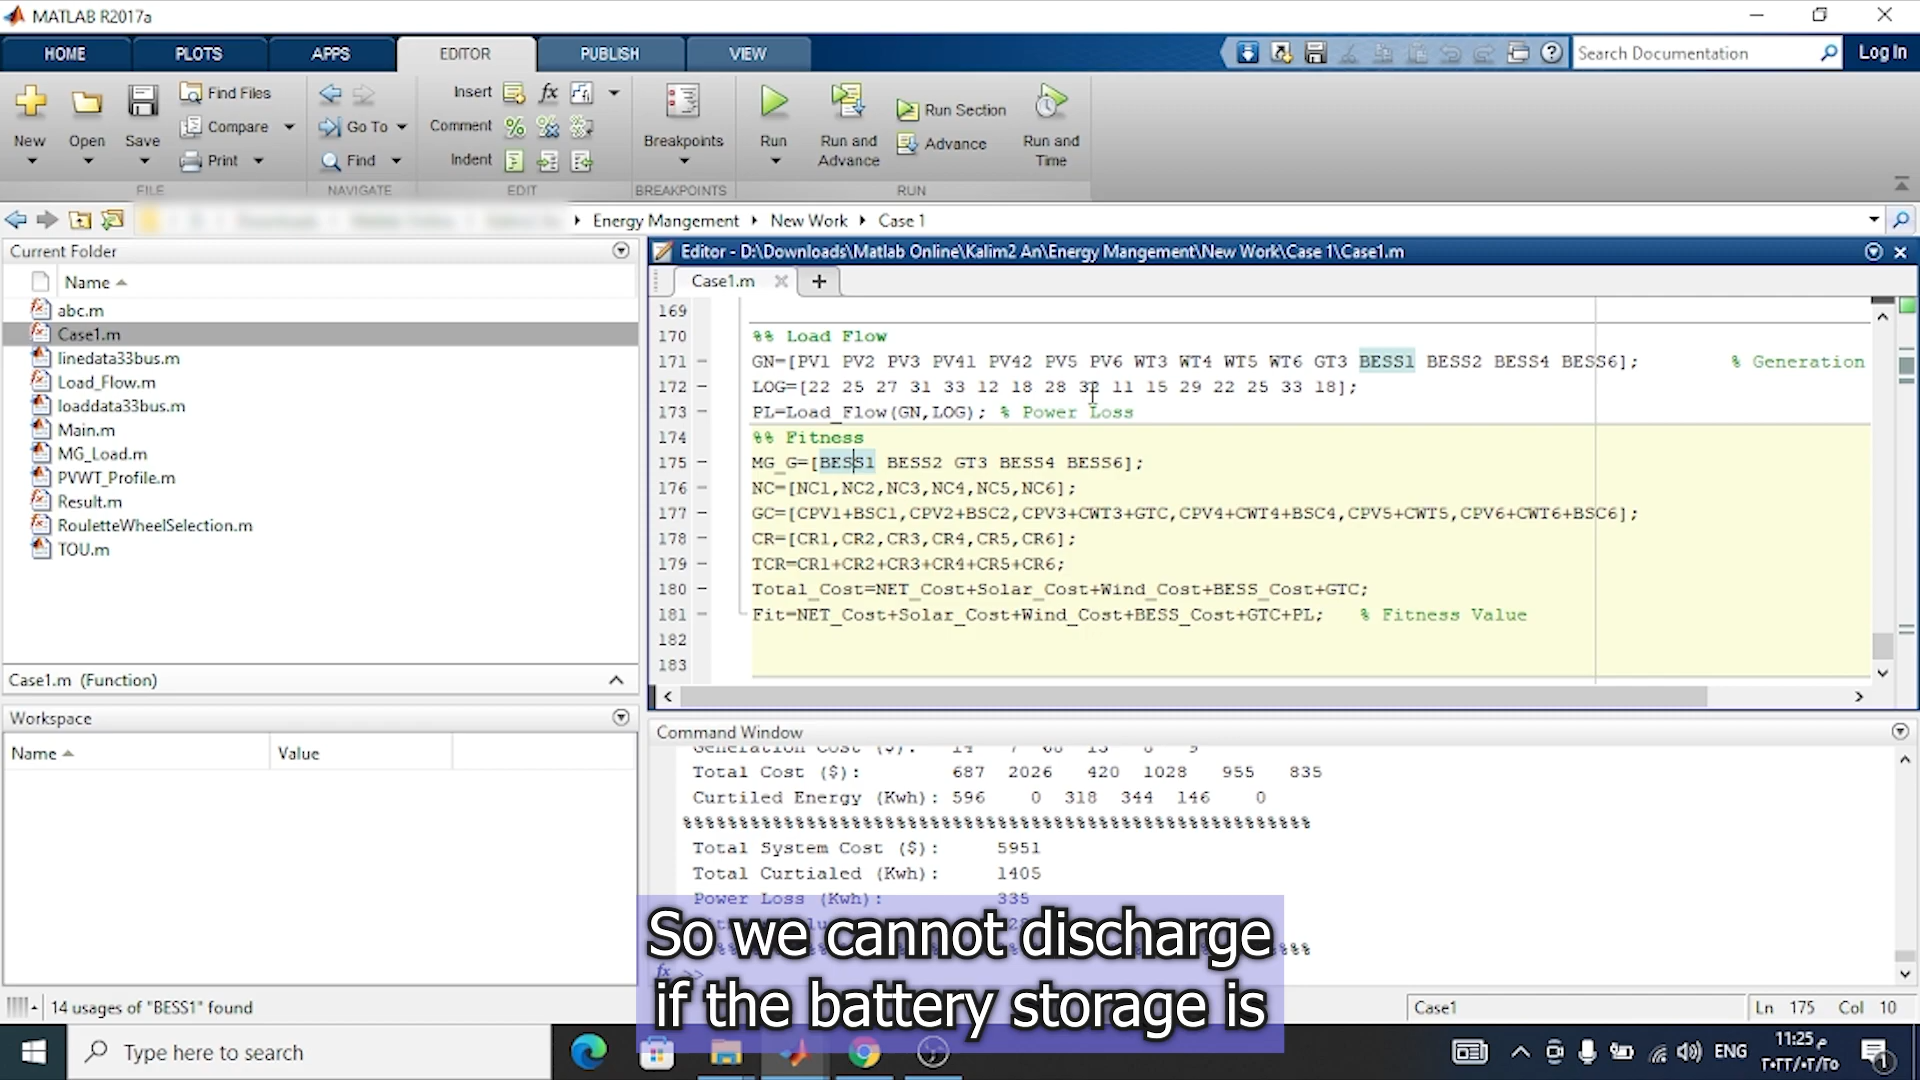 MATLAB R2017a
HOME PLOTS APPS EDITOR PUBLISH VIEW
Search Documentation
Log In
New
Open
Save
Find Files
Compare
Print
FILE
Go To
Find
NAVIGATE
Insert
Comment
Indent
EDIT
Breakpoints
BREAKPOINTS
Run
Run and Advance
Run Section
Advance
Run and Time
RUN
Energy Mangement New Work Case 1
Current Folder
Name
abc.m
Case1.m
linedata33bus.m
Load_Flow.m
loaddata33bus.m
Main.m
MG_Load.m
PVWT_Profile.m
Result.m
RouletteWheelSelection.m
TOU.m
Case1.m (Function)
Workspace
Name Value
Editor - D:\Downloads\Matlab Online\Kalim2 An\Energy Mangement\New Work\Case 1\Case1.m
Case1.m
169
170 %% Load Flow
171 - GN=[PV1 PV2 PV3 PV41 PV42 PV5 PV6 WT3 WT4 WT5 WT6 GT3 BESS1 BESS2 BESS4 BESS6]; % Generation
172 - LOG=[22 25 27 31 33 12 18 28 32 11 15 29 22 25 33 18];
173 - PL=Load_Flow(GN,LOG); % Power Loss
174 %% Fitness
175 - MG_G=[BESS1 BESS2 GT3 BESS4 BESS6];
176 - NC=[NC1,NC2,NC3,NC4,NC5,NC6];
177 - GC=[CPV1+BSC1,CPV2+BSC2,CPV3+CWT3+GTC,CPV4+CWT4+BSC4,CPV5+CWT5,CPV6+CWT6+BSC6];
178 - CR=[CR1,CR2,CR3,CR4,CR5,CR6];
179 - TCR=CR1+CR2+CR3+CR4+CR5+CR6;
180 - Total_Cost=NET_Cost+Solar_Cost+Wind_Cost+BESS_Cost+GTC;
181 - Fit=NET_Cost+Solar_Cost+Wind_Cost+BESS_Cost+GTC+PL; % Fitness Value
182
183
Command Window
Generation Cost ($): 14 7 68 13 8 9
Total Cost ($): 687 2026 420 1028 955 835
Curtiled Energy (Kwh): 596 0 318 344 146 0
%%%%%%%%%%%%%%%%%%%%%%%%%%%%%%%%%%%%%%%%%%%%%%%%%%%%%%%%
Total System Cost ($): 5951
Total Curtialed (Kwh): 1405
Power Loss (Kwh): 335
fx >>
So we cannot discharge
if the battery storage is
14 usages of "BESS1" found
Case1
Ln 175 Col 10
Type here to search
ENG
11:25 م
٢٠٢٢/٠٢/٢٥
1